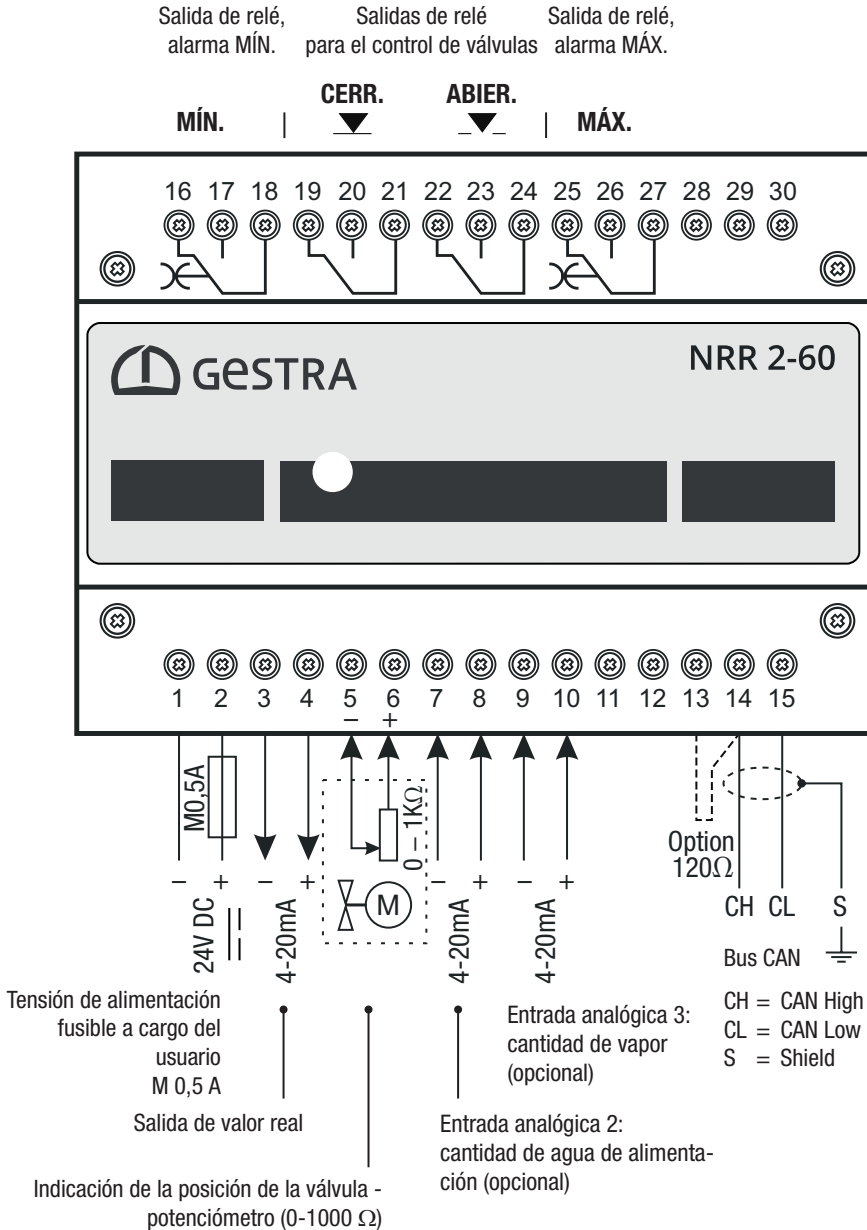 Salida de relé,
alarma MÍN.
Salidas de relé
para el control de válvulas
Salida de relé,
alarma MÁX.
MÍN.
CERR.
ABIER.
MÁX.
16 17 18 19 20 21 22 23 24 25 26 27 28 29 30
GESTRA
NRR 2-60
1 2 3 4 5 6 7 8 9 10 11 12 13 14 15
– +
M0,5A
0 – 1KΩ
M
Option
120Ω
– + – + – + – +
24V DC
4-20mA
4-20mA
4-20mA
CH CL S
Bus CAN
CH = CAN High
CL = CAN Low
S = Shield
Tensión de alimentación
fusible a cargo del
usuario
M 0,5 A
Salida de valor real
Indicación de la posición de la válvula -
potenciómetro (0-1000 Ω)
Entrada analógica 3:
cantidad de vapor
(opcional)
Entrada analógica 2:
cantidad de agua de alimenta-
ción (opcional)